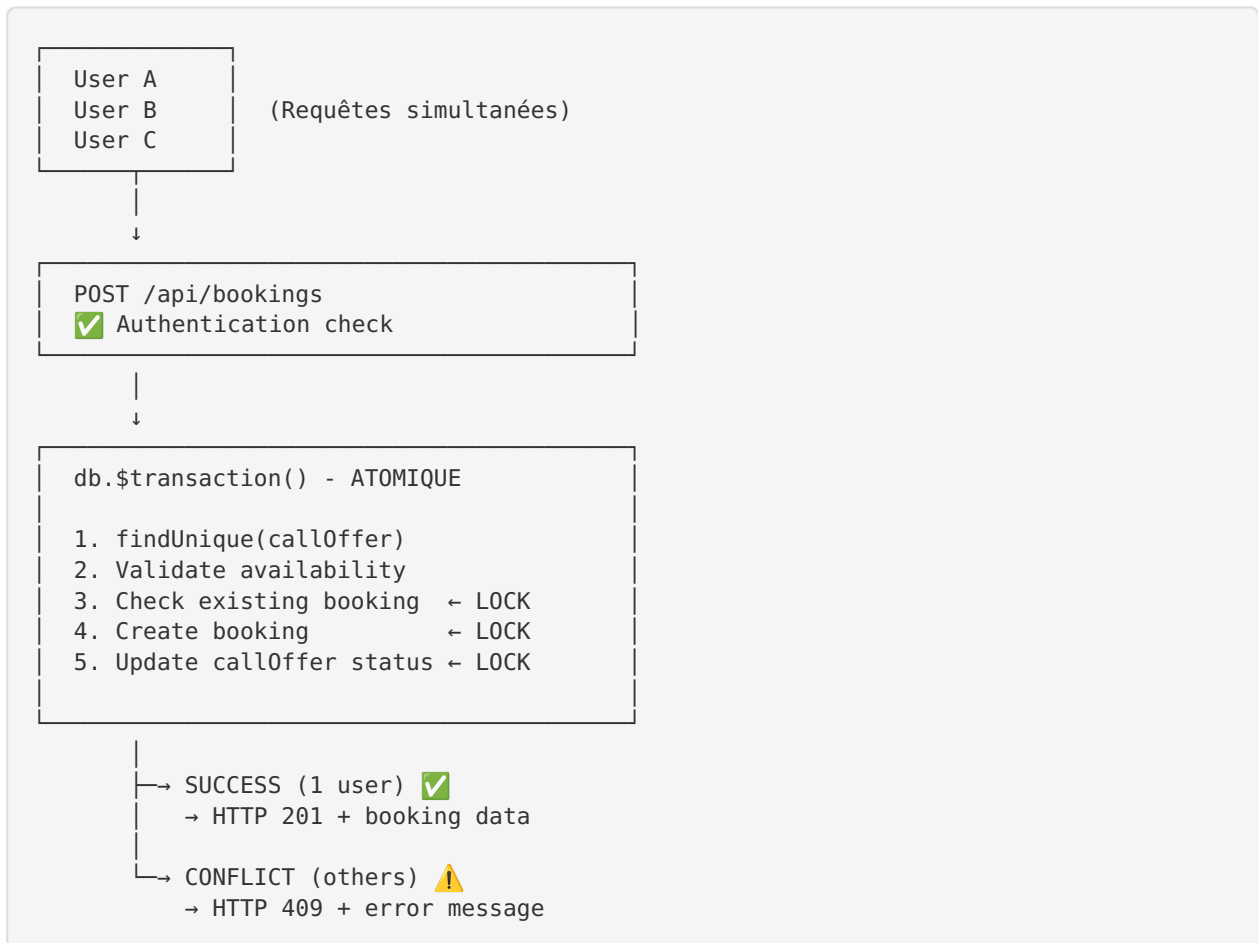 User A
User B (Requêtes simultanées)
User C
↓
POST /api/bookings
✅ Authentication check
↓
db.$transaction() - ATOMIQUE
1. findUnique(callOffer)
2. Validate availability
3. Check existing booking ← LOCK
4. Create booking ← LOCK
5. Update callOffer status ← LOCK
→ SUCCESS (1 user) ✅
→ HTTP 201 + booking data
→ CONFLICT (others) ⚠️
→ HTTP 409 + error message